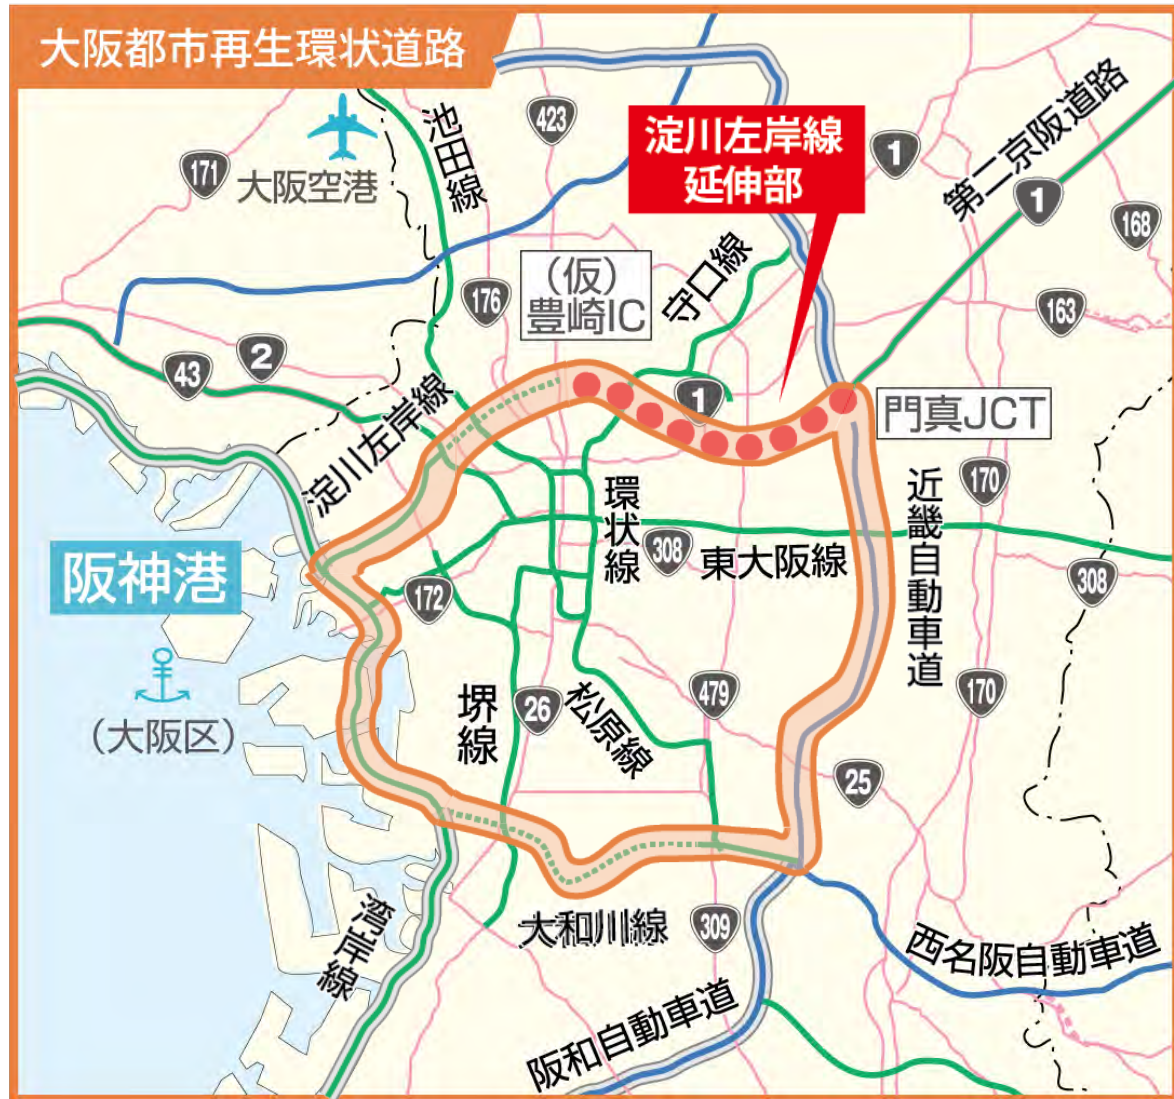 大阪都市再生環状道路
池田線
423
171
大阪空港
淀川左岸線
延伸部
1
第二京阪道路
1
168
176
(仮)
豊崎IC
守口線
163
43
2
淀川左岸線
1
門真JCT
170
近畿自動車道
環状線
308
東大阪線
阪神港
172
308
(大阪区)
堺線
26
松原線
479
170
25
大和川線
309
湾岸線
西名阪自動車道
阪和自動車道